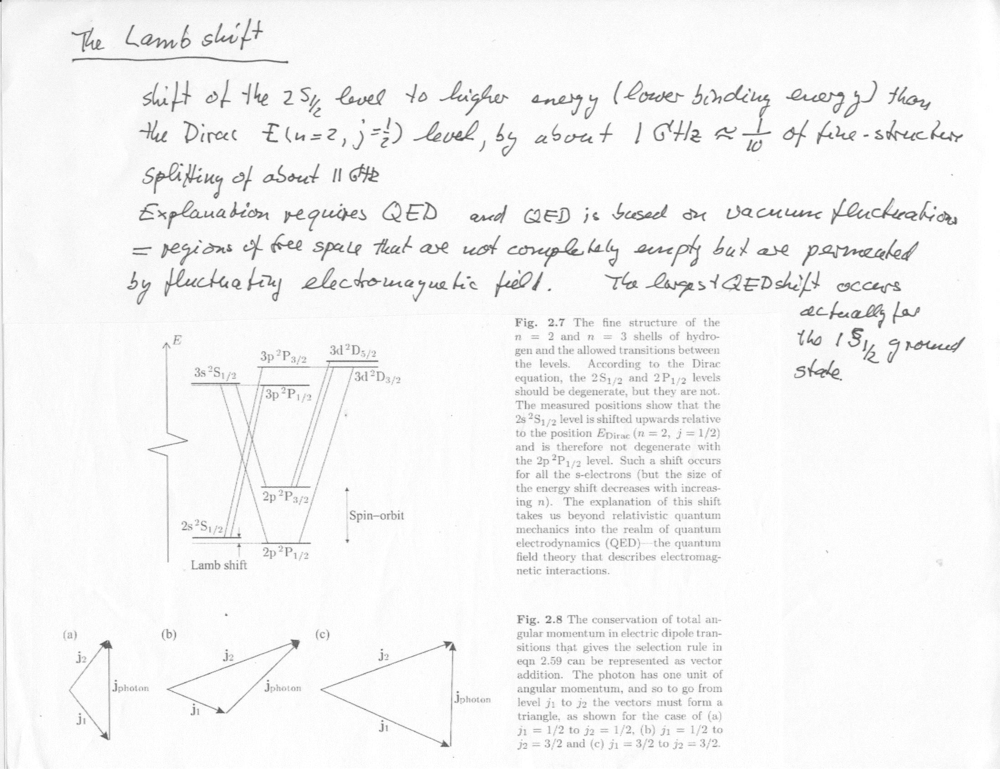 The Lamb shift
shift of the 2S1/2 level to higher energy (lower binding energy) than
the Dirac E(n=2, j=1/2) level, by about 1 GHz ≈ 1/10 of fine-structure
splitting of about 11 GHz
Explanation requires QED and QED is based on vacuum fluctuations
= regions of free space that are not completely empty but are permeated
by fluctuating electromagnetic field. The largest QED shift occurs
actually for
the 1S1/2 ground
state.
E
3s ²S1/2
3p ²P3/2
3d ²D5/2
3d ²D3/2
3p ²P1/2
2p ²P3/2
2s ²S1/2
Spin–orbit
2p ²P1/2
Lamb shift
Fig. 2.7 The fine structure of the
n = 2 and n = 3 shells of hydro-
gen and the allowed transitions between
the levels. According to the Dirac
equation, the 2S1/2 and 2P1/2 levels
should be degenerate, but they are not.
The measured positions show that the
2s ²S1/2 level is shifted upwards relative
to the position EDirac (n = 2, j = 1/2)
and is therefore not degenerate with
the 2p ²P1/2 level. Such a shift occurs
for all the s-electrons (but the size of
the energy shift decreases with increas-
ing n). The explanation of this shift
takes us beyond relativistic quantum
mechanics into the realm of quantum
electrodynamics (QED)—the quantum
field theory that describes electromag-
netic interactions.
(a)
j2
jphoton
j1
(b)
j2
jphoton
j1
(c)
j2
jphoton
j1
Fig. 2.8 The conservation of total an-
gular momentum in electric dipole tran-
sitions that gives the selection rule in
eqn 2.59 can be represented as vector
addition. The photon has one unit of
angular momentum, and so to go from
level j1 to j2 the vectors must form a
triangle, as shown for the case of (a)
j1 = 1/2 to j2 = 1/2, (b) j1 = 1/2 to
j2 = 3/2 and (c) j1 = 3/2 to j2 = 3/2.